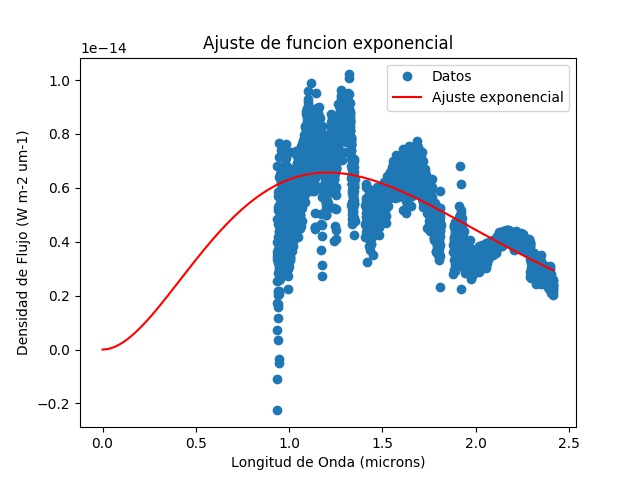 Ajuste de funcion exponencial
1e−14
Datos
Ajuste exponencial
1.0
0.8
0.6
0.4
0.2
0.0
−0.2
Densidad de Flujo (W m-2 um-1)
0.0 0.5 1.0 1.5 2.0 2.5
Longitud de Onda (microns)